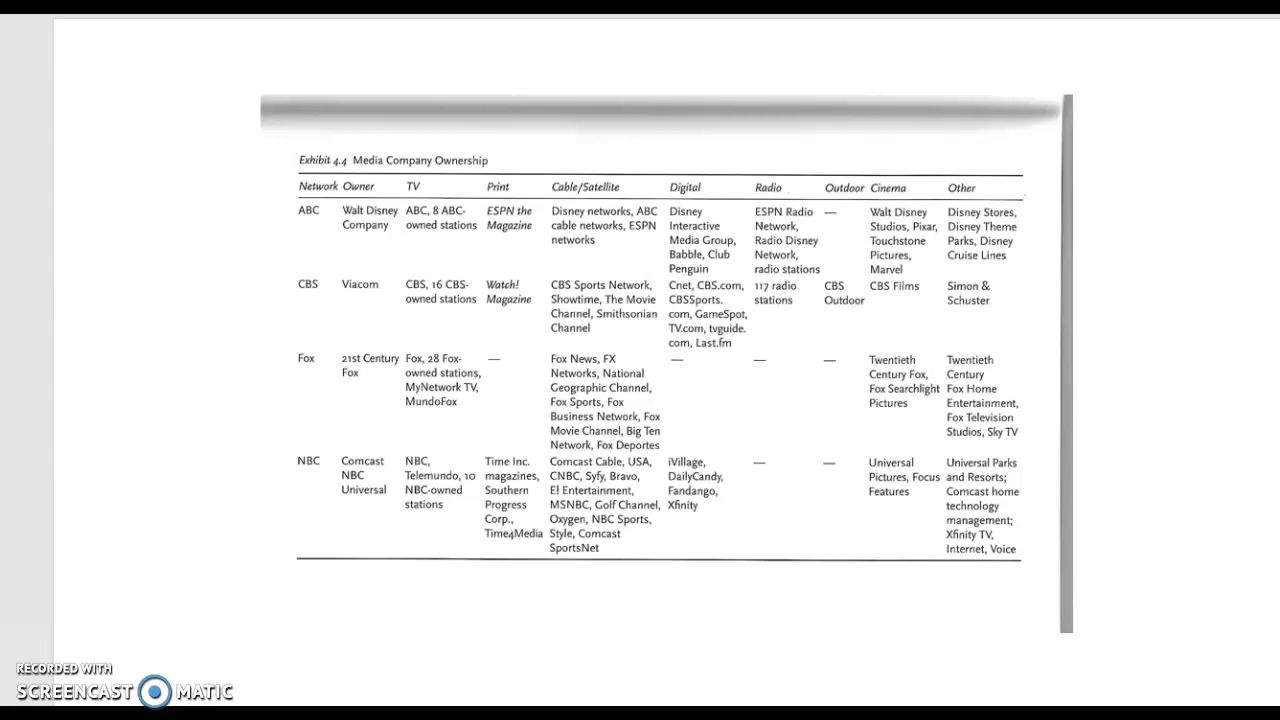 Exhibit 4.4 Media Company Ownership
Network Owner TV Print Cable/Satellite Digital Radio Outdoor Cinema Other
ABC Walt Disney ABC, 8 ABC- ESPN the Disney networks, ABC Disney ESPN Radio — Walt Disney Disney Stores,
Company owned stations Magazine cable networks, ESPN Interactive Network, Studios, Pixar, Disney Theme
networks Media Group, Radio Disney Touchstone Parks, Disney
Babble, Club Network, Pictures, Cruise Lines
Penguin radio stations Marvel
CBS Viacom CBS, 16 CBS- Watch! CBS Sports Network, Cnet, CBS.com, 117 radio CBS CBS Films Simon &
owned stations Magazine Showtime, The Movie CBSSports. stations Outdoor Schuster
Channel, Smithsonian com, GameSpot,
Channel TV.com, tvguide.
com, Last.fm
Fox 21st Century Fox, 28 Fox- — Fox News, FX — — — Twentieth Twentieth
Fox owned stations, Networks, National Century Fox, Century
MyNetwork TV, Geographic Channel, Fox Searchlight Fox Home
MundoFox Fox Sports, Fox Pictures Entertainment,
Business Network, Fox Fox Television
Movie Channel, Big Ten Studios, Sky TV
Network, Fox Deportes
NBC Comcast NBC, Time Inc. Comcast Cable, USA, iVillage, — — Universal Universal Parks
NBC Telemundo, 10 magazines, CNBC, Syfy, Bravo, DailyCandy, Pictures, Focus and Resorts;
Universal NBC-owned Southern E! Entertainment, Fandango, Features Comcast home
stations Progress MSNBC, Golf Channel, Xfinity technology
Corp., Oxygen, NBC Sports, management;
Time4Media Style, Comcast Xfinity TV,
SportsNet Internet, Voice
RECORDED WITH
SCREENCAST MATIC